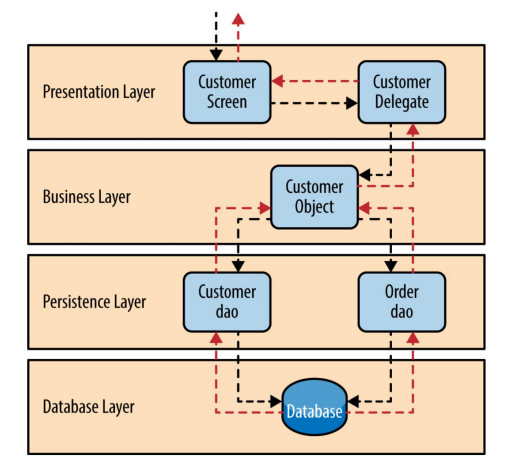 Presentation Layer
Customer
Screen
Customer
Delegate
Business Layer
Customer
Object
Persistence Layer
Customer
dao
Order
dao
Database Layer
Database